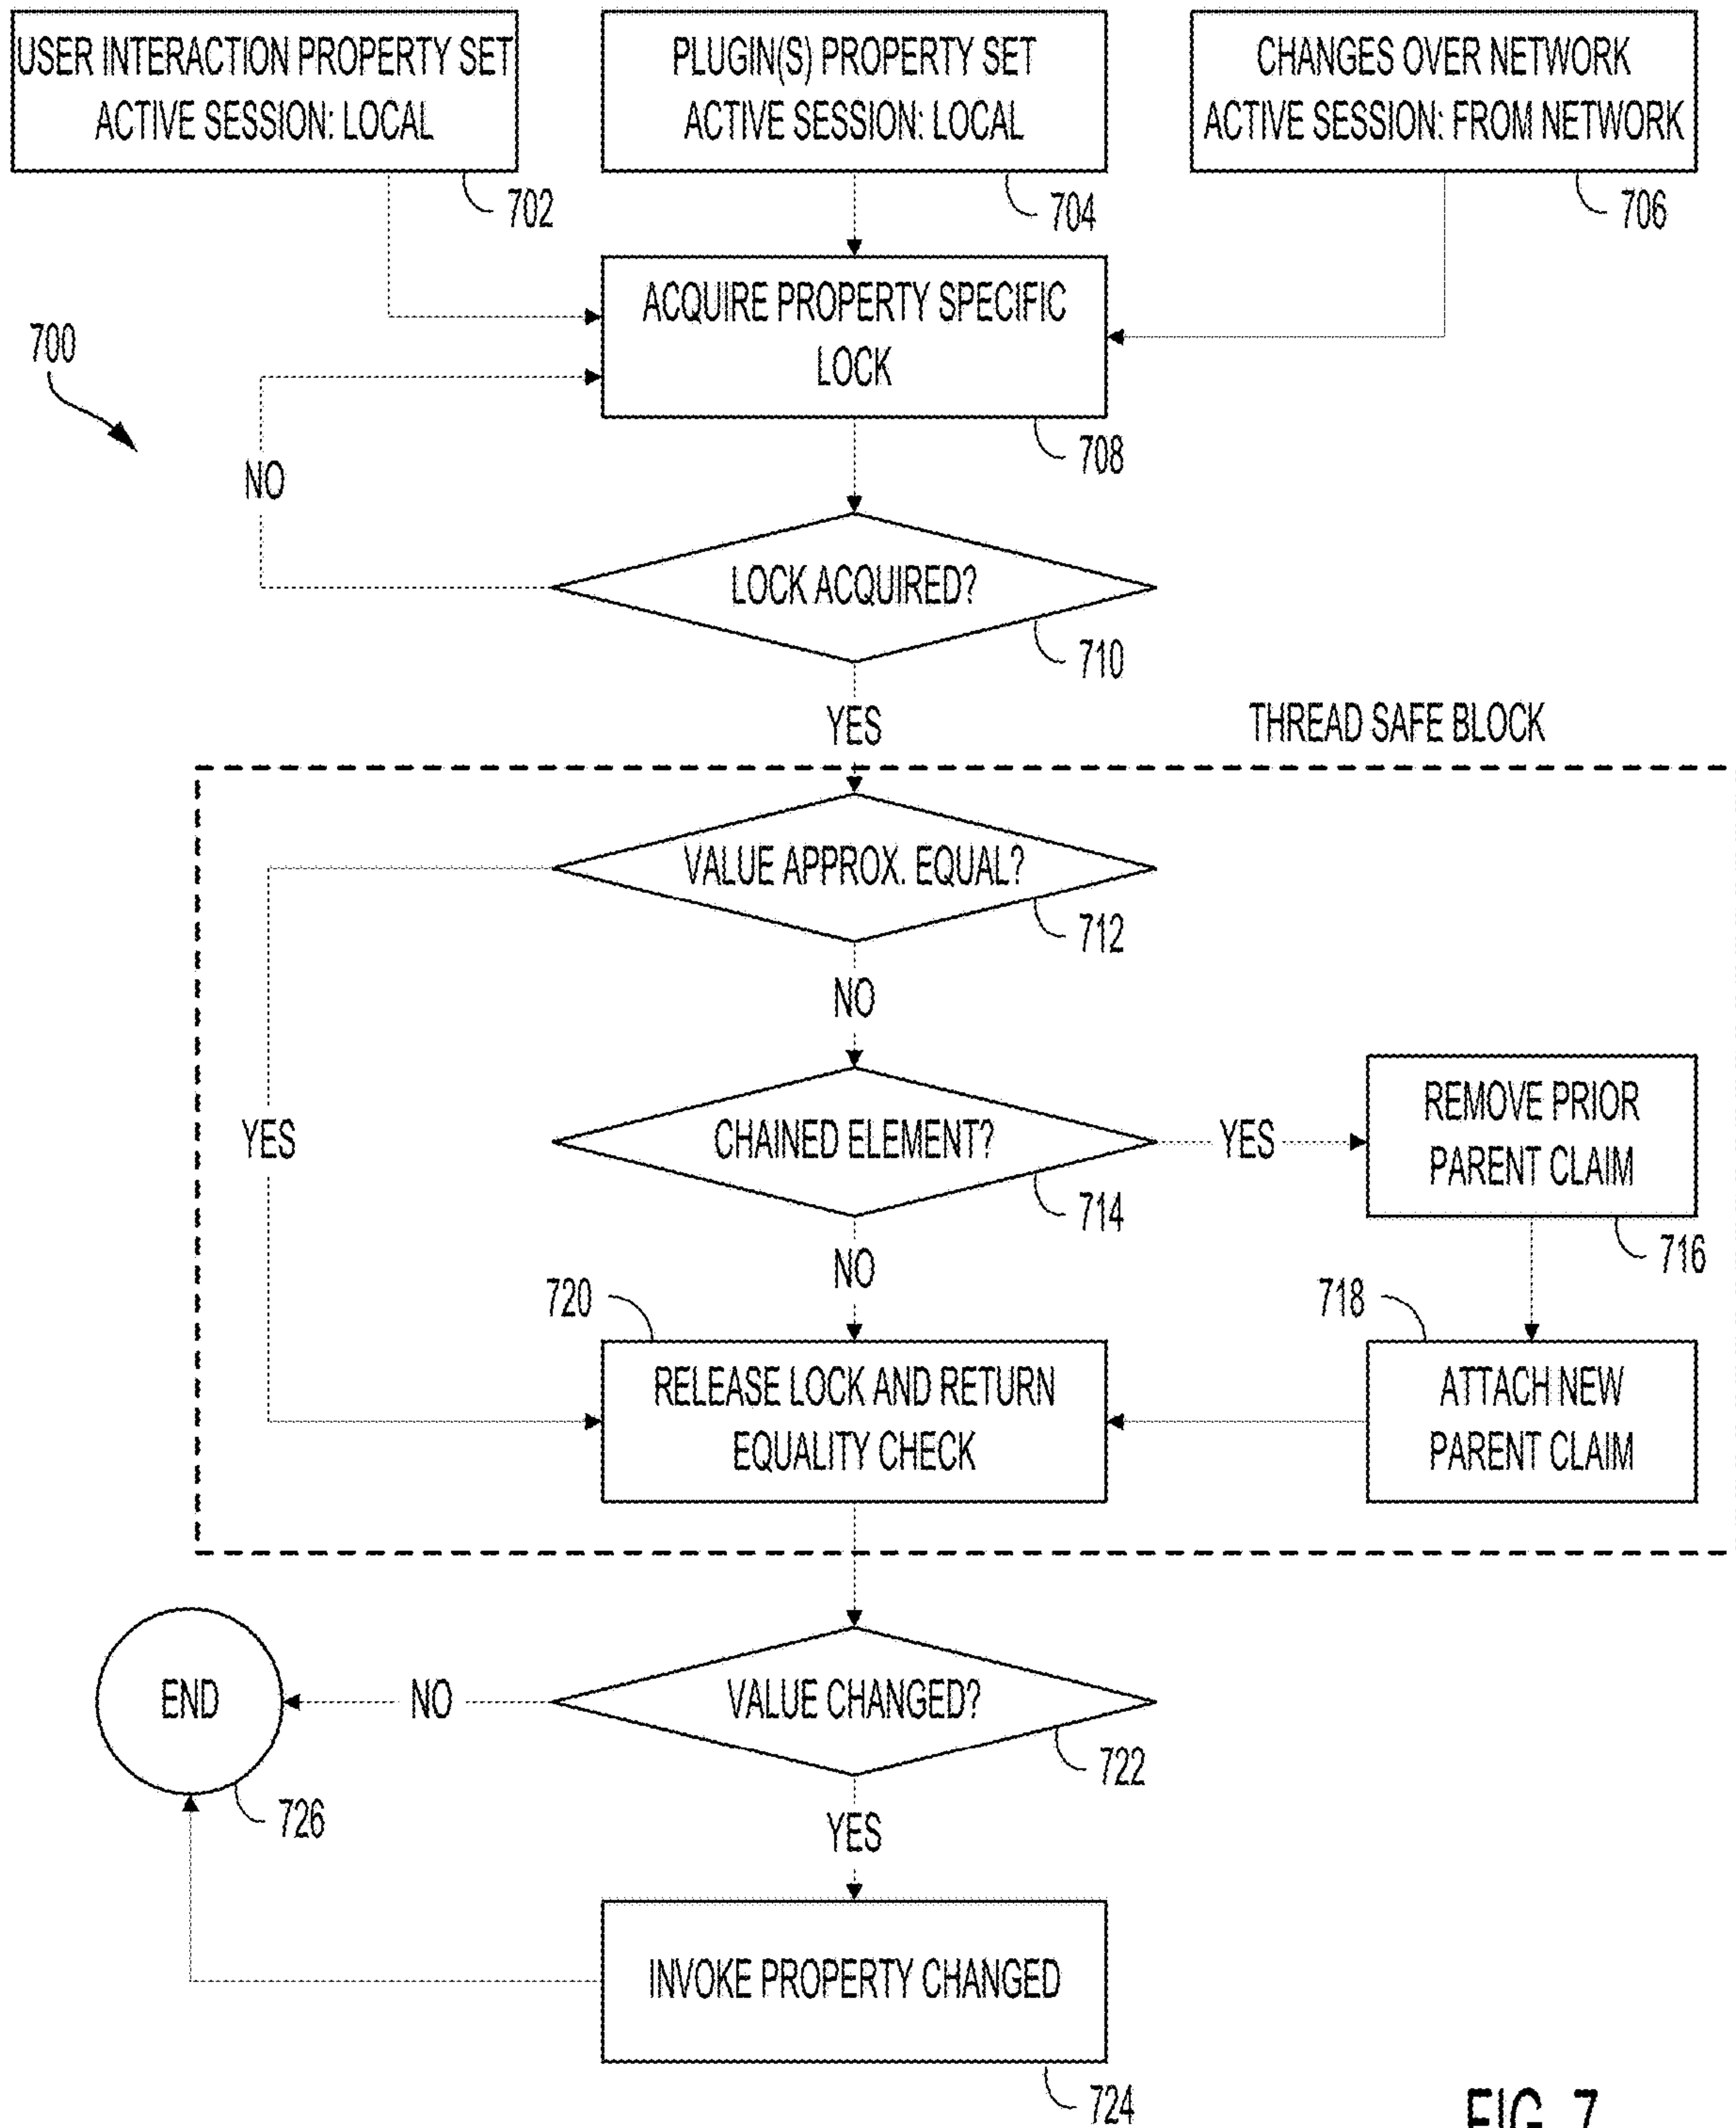 USER INTERACTION PROPERTY SET
ACTIVE SESSION: LOCAL
702
PLUGIN(S) PROPERTY SET
ACTIVE SESSION: LOCAL
704
CHANGES OVER NETWORK
ACTIVE SESSION: FROM NETWORK
706
700
ACQUIRE PROPERTY SPECIFIC
LOCK
708
NO
LOCK ACQUIRED?
710
YES
THREAD SAFE BLOCK
VALUE APPROX. EQUAL?
712
NO
YES
CHAINED ELEMENT?
714
YES
REMOVE PRIOR
PARENT CLAIM
716
NO
720
RELEASE LOCK AND RETURN
EQUALITY CHECK
718
ATTACH NEW
PARENT CLAIM
END
726
NO
VALUE CHANGED?
722
YES
INVOKE PROPERTY CHANGED
724
FIG. 7